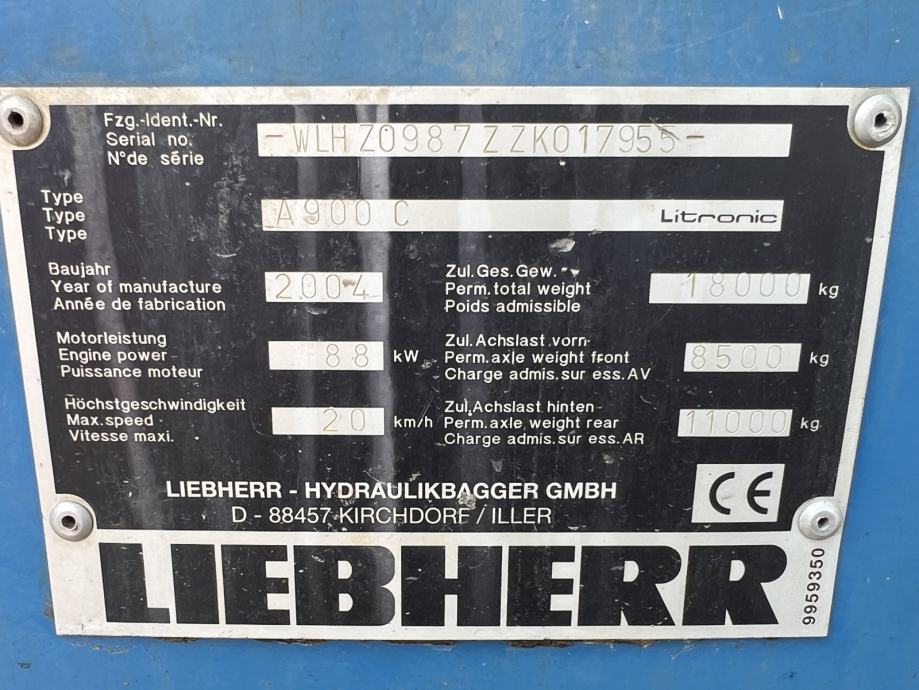 Fzg.-Ident.-Nr.
Serial no.
N° de série
-WLHZ0987ZZK017955-
Type
Type
Type
A900C Litronic
Baujahr
Year of manufacture
Année de fabrication
2004
Zul. Ges. Gew.
Perm. total weight
Poids admissible
18000 kg
Motorleistung
Engine power
Puissance moteur
88 kW
Zul. Achslast vorn
Perm. axle weight front
Charge admis. sur ess. AV
8500 kg
Höchstgeschwindigkeit
Max. speed
Vitesse maxi.
20 km/h
Zul. Achslast hinten
Perm. axle weight rear
Charge admis. sur ess. AR
11000 kg
LIEBHERR - HYDRAULIKBAGGER GMBH
D - 88457 KIRCHDORF / ILLER
CE
LIEBHERR
9959350